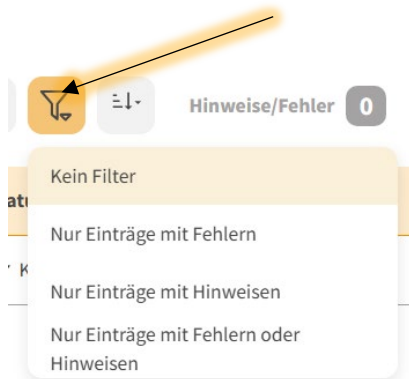 Hinweise/Fehler 0
Kein Filter
Nur Einträge mit Fehlern
Nur Einträge mit Hinweisen
Nur Einträge mit Fehlern oder
Hinweisen